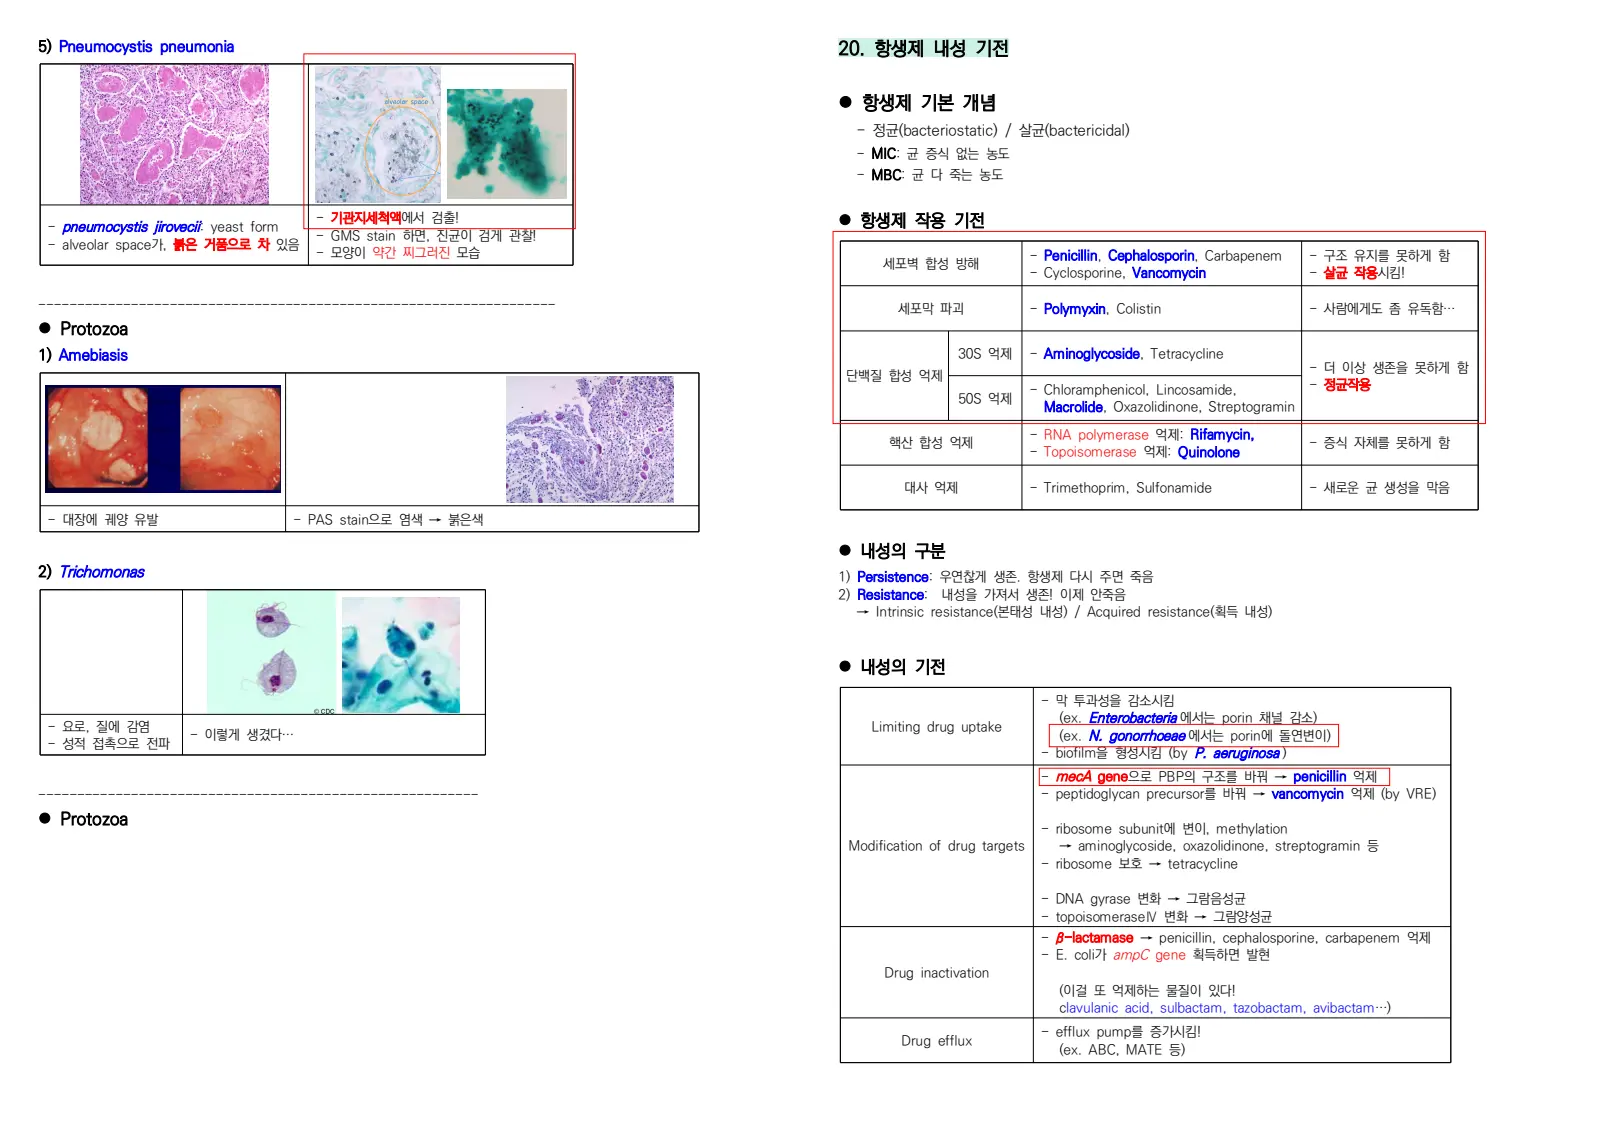 5) Pneumocystis pneumonia
alveolar space
- pneumocystis jirovecii: yeast form
- alveolar space가, 붉은 거품으로 차 있음
- 기관지세척액에서 검출!
- GMS stain 하면, 진균이 검게 관찰!
- 모양이 약간 찌그러진 모습
● Protozoa
1) Amebiasis
- 대장에 궤양 유발
- PAS stain으로 염색 → 붉은색
2) Trichomonas
© CDC
- 요로, 질에 감염
- 성적 접촉으로 전파
- 이렇게 생겼다…
● Protozoa
20. 항생제 내성 기전
● 항생제 기본 개념
- 정균(bacteriostatic) / 살균(bactericidal)
- MIC: 균 증식 없는 농도
- MBC: 균 다 죽는 농도
● 항생제 작용 기전
세포벽 합성 방해
- Penicillin, Cephalosporin, Carbapenem
- Cyclosporine, Vancomycin
- 구조 유지를 못하게 함
- 살균 작용시킴!
세포막 파괴
- Polymyxin, Colistin
- 사람에게도 좀 유독함…
단백질 합성 억제
30S 억제
- Aminoglycoside, Tetracycline
50S 억제
- Chloramphenicol, Lincosamide,
Macrolide, Oxazolidinone, Streptogramin
- 더 이상 생존을 못하게 함
- 정균작용
핵산 합성 억제
- RNA polymerase 억제: Rifamycin,
- Topoisomerase 억제: Quinolone
- 증식 자체를 못하게 함
대사 억제
- Trimethoprim, Sulfonamide
- 새로운 균 생성을 막음
● 내성의 구분
1) Persistence: 우연찮게 생존. 항생제 다시 주면 죽음
2) Resistance: 내성을 가져서 생존! 이제 안죽음
→ Intrinsic resistance(본태성 내성) / Acquired resistance(획득 내성)
● 내성의 기전
Limiting drug uptake
- 막 투과성을 감소시킴
(ex. Enterobacteria에서는 porin 채널 감소)
(ex. N. gonorrhoeae에서는 porin에 돌연변이)
- biofilm을 형성시킴 (by P. aeruginosa)
Modification of drug targets
- mecA gene으로 PBP의 구조를 바꿔 → penicillin 억제
- peptidoglycan precursor를 바꿔 → vancomycin 억제 (by VRE)
- ribosome subunit에 변이, methylation
→ aminoglycoside, oxazolidinone, streptogramin 등
- ribosome 보호 → tetracycline
- DNA gyrase 변화 → 그람음성균
- topoisomeraseⅣ 변화 → 그람양성균
Drug inactivation
- β-lactamase → penicillin, cephalosporine, carbapenem 억제
- E. coli가 ampC gene 획득하면 발현
(이걸 또 억제하는 물질이 있다!
clavulanic acid, sulbactam, tazobactam, avibactam…)
Drug efflux
- efflux pump를 증가시킴!
(ex. ABC, MATE 등)